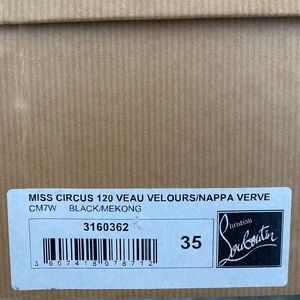 MISS CIRCUS 120 VEAU VELOURS/NAPPA VERVE
CM7W BLACK/MEKONG
3160362
35
3 607418 078712
Christian
Louboutin